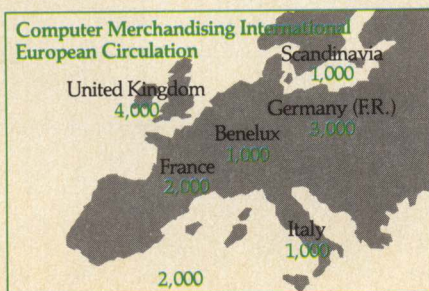 Computer Merchandising International
European Circulation
Scandinavia
1,000
United Kingdom
4,000
Germany (F.R.)
3,000
Benelux
1,000
France
2,000
Italy
1,000
2,000